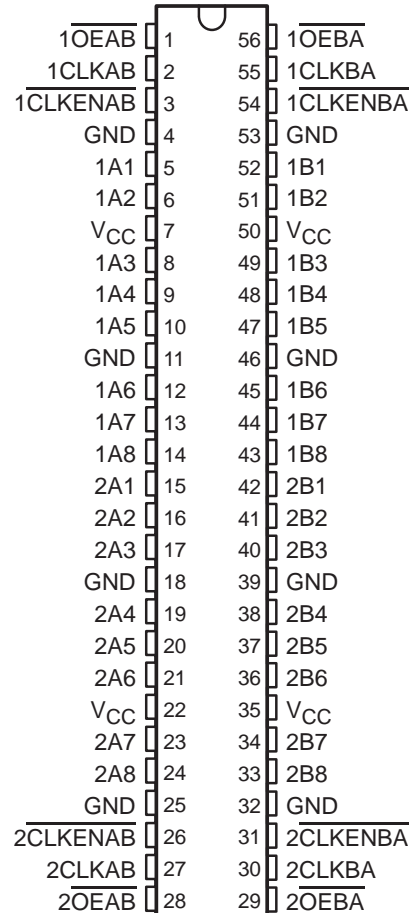 1OEAB 1 56 1OEBA
1CLKAB 2 55 1CLKBA
1CLKENAB 3 54 1CLKENBA
GND 4 53 GND
1A1 5 52 1B1
1A2 6 51 1B2
VCC 7 50 VCC
1A3 8 49 1B3
1A4 9 48 1B4
1A5 10 47 1B5
GND 11 46 GND
1A6 12 45 1B6
1A7 13 44 1B7
1A8 14 43 1B8
2A1 15 42 2B1
2A2 16 41 2B2
2A3 17 40 2B3
GND 18 39 GND
2A4 19 38 2B4
2A5 20 37 2B5
2A6 21 36 2B6
VCC 22 35 VCC
2A7 23 34 2B7
2A8 24 33 2B8
GND 25 32 GND
2CLKENAB 26 31 2CLKENBA
2CLKAB 27 30 2CLKBA
2OEAB 28 29 2OEBA